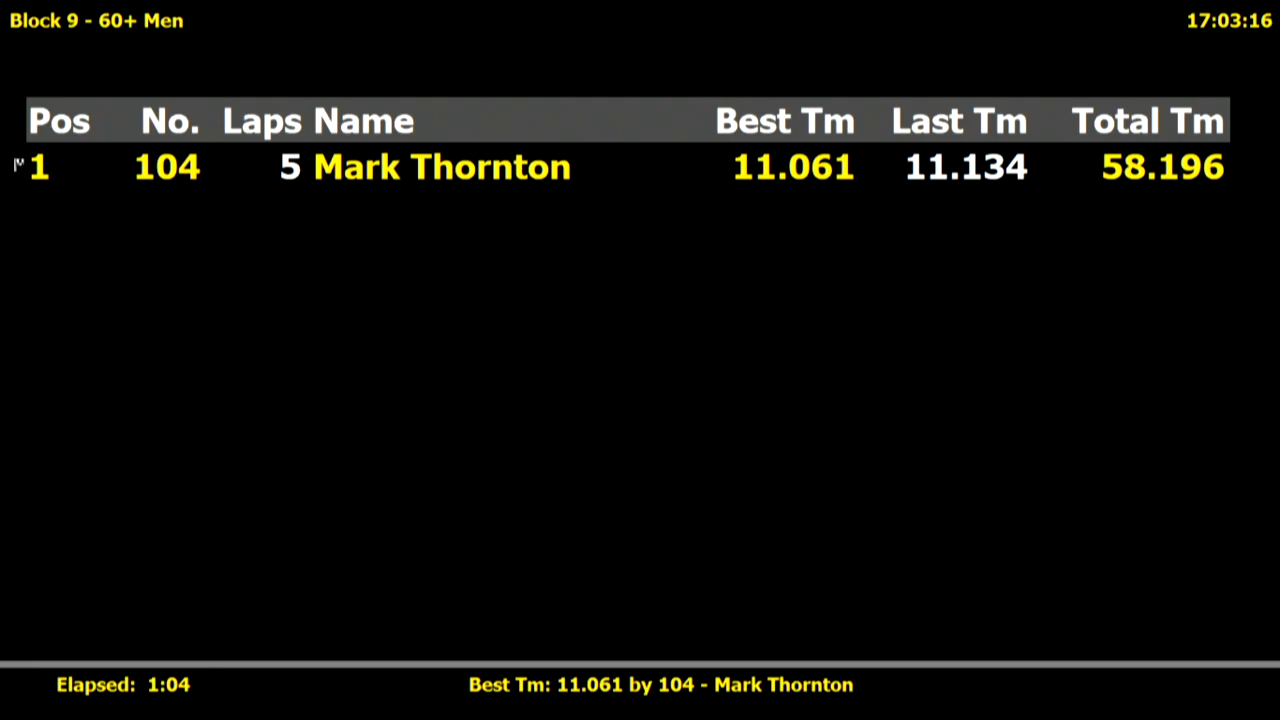 Block 9 - 60+ Men 17:03:16
Pos No. Laps Name Best Tm Last Tm Total Tm
1 104 5 Mark Thornton 11.061 11.134 58.196
Elapsed: 1:04 Best Tm: 11.061 by 104 - Mark Thornton